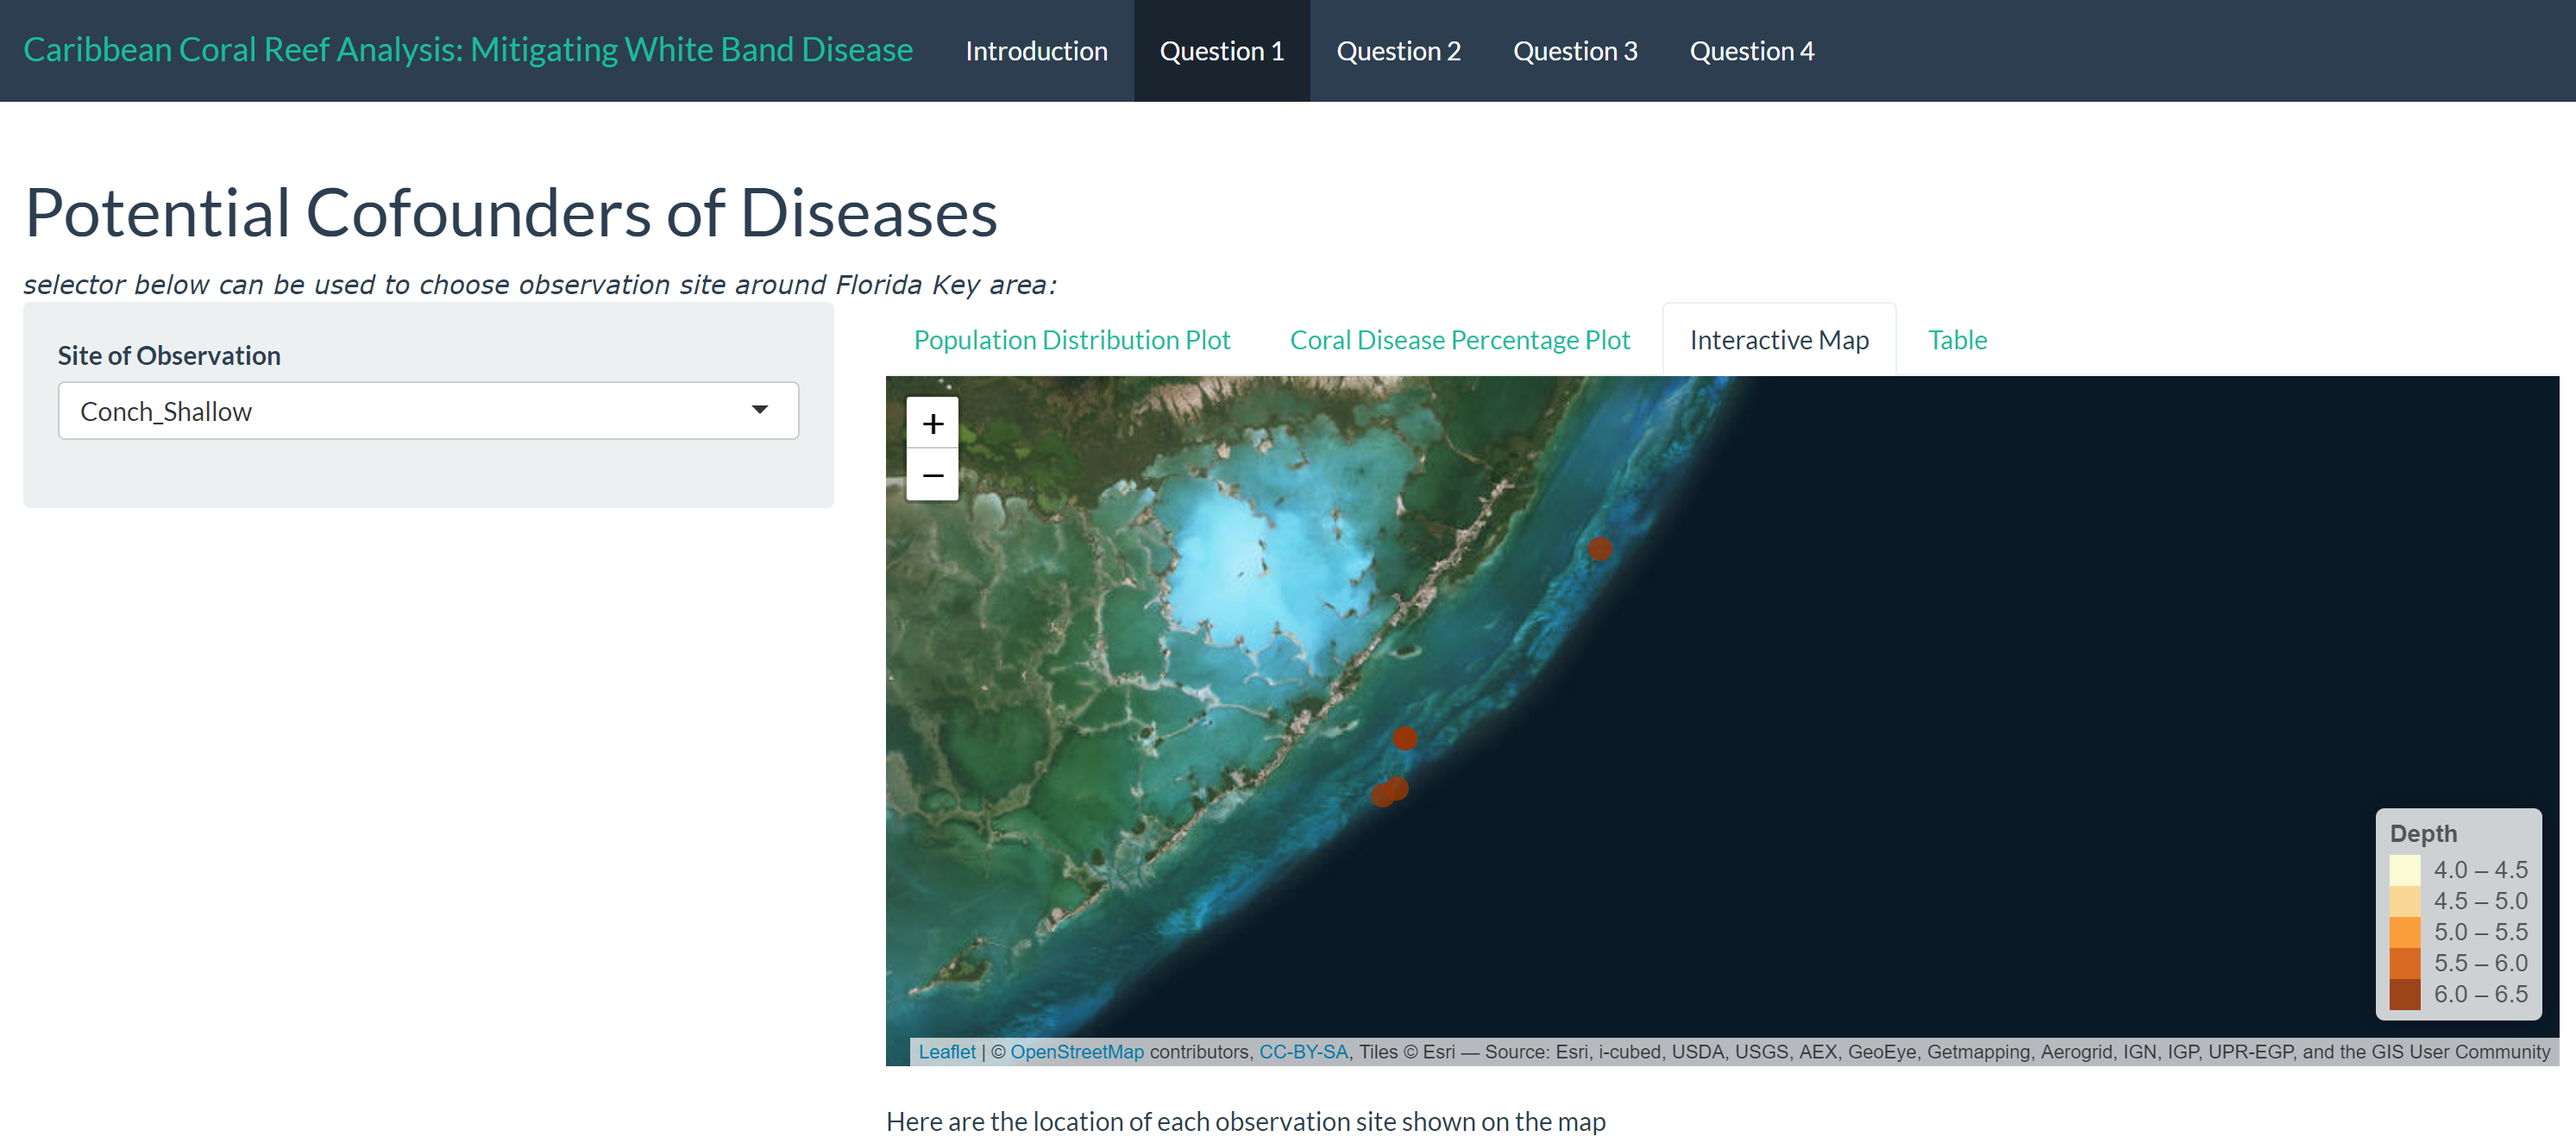 Caribbean Coral Reef Analysis: Mitigating White Band Disease Introduction Question 1 Question 2 Question 3 Question 4
Potential Cofounders of Diseases
selector below can be used to choose observation site around Florida Key area:
Site of Observation
Conch_Shallow
Population Distribution Plot Coral Disease Percentage Plot Interactive Map Table
+
−
Depth
4.0 – 4.5
4.5 – 5.0
5.0 – 5.5
5.5 – 6.0
6.0 – 6.5
Leaflet | © OpenStreetMap contributors, CC-BY-SA, Tiles © Esri — Source: Esri, i-cubed, USDA, USGS, AEX, GeoEye, Getmapping, Aerogrid, IGN, IGP, UPR-EGP, and the GIS User Community
Here are the location of each observation site shown on the map